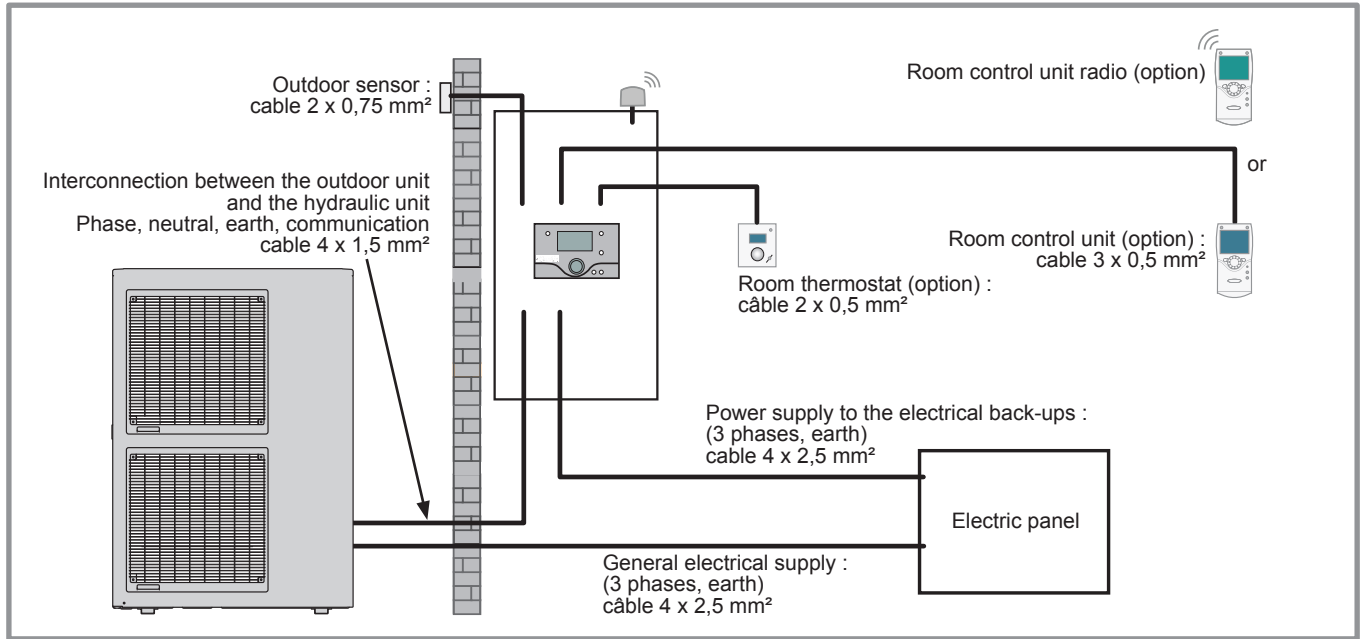 Outdoor sensor :
cable 2 x 0,75 mm²
Room control unit radio (option)
or
Interconnection between the outdoor unit
and the hydraulic unit
Phase, neutral, earth, communication
cable 4 x 1,5 mm²
Room control unit (option) :
cable 3 x 0,5 mm²
Room thermostat (option) :
câble 2 x 0,5 mm²
Power supply to the electrical back-ups :
(3 phases, earth)
cable 4 x 2,5 mm²
Electric panel
General electrical supply :
(3 phases, earth)
câble 4 x 2,5 mm²